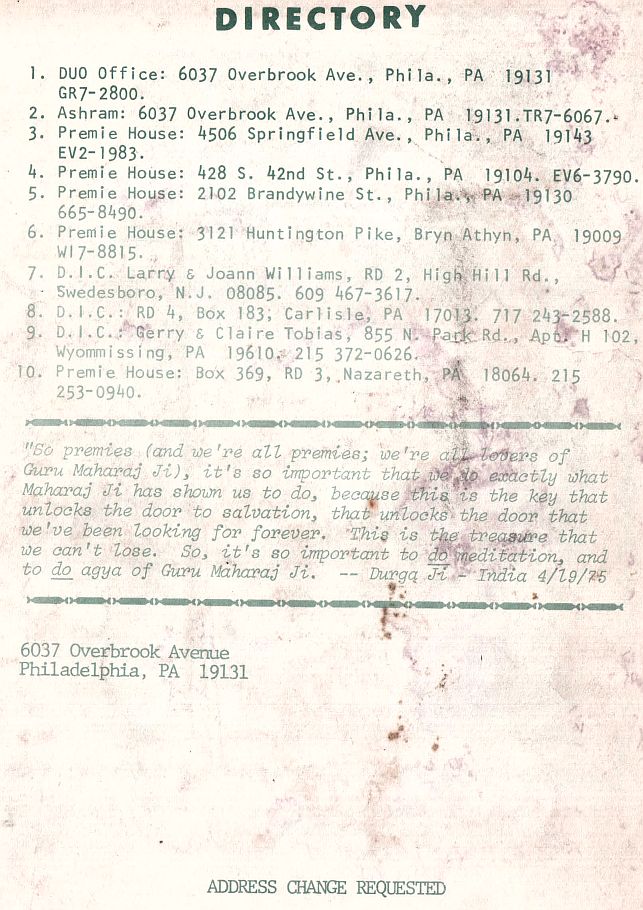 DIRECTORY
1. DUO Office: 6037 Overbrook Ave., Phila., PA 19131
GR7-2800.
2. Ashram: 6037 Overbrook Ave., Phila., PA 19131.TR7-6067.
3. Premie House: 4506 Springfield Ave., Phila., PA 19143
EV2-1983.
4. Premie House: 428 S. 42nd St., Phila., PA 19104. EV6-3790.
5. Premie House: 2102 Brandywine St., Phila., PA 19130
665-8490.
6. Premie House: 3121 Huntington Pike, Bryn Athyn, PA 19009
WI7-8815.
7. D.I.C. Larry & Joann Williams, RD 2, High Hill Rd.,
Swedesboro, N.J. 08085. 609 467-3617.
8. D.I.C.: RD 4, Box 183; Carlisle, PA 17013. 717 243-2588.
9. D.I.C.: Gerry & Claire Tobias, 855 N. Park Rd., Apt. H 102,
Wyommissing, PA 19610. 215 372-0626.
10. Premie House: Box 369, RD 3, Nazareth, PA 18064. 215
253-0940.
"So premies (and we're all premies; we're all lovers of
Guru Maharaj Ji), it's so important that we do exactly what
Maharaj Ji has shown us to do, because this is the key that
unlocks the door to salvation, that unlocks the door that
we've been looking for forever. This is the treasure that
we can't lose. So, it's so important to do meditation, and
to do agya of Guru Maharaj Ji. -- Durga Ji - India 4/19/75
6037 Overbrook Avenue
Philadelphia, PA 19131
ADDRESS CHANGE REQUESTED